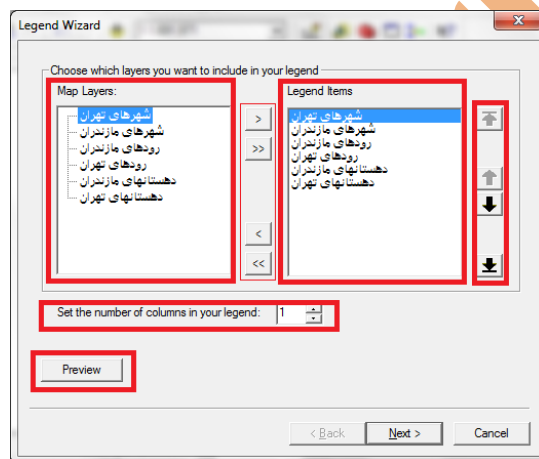 Legend Wizard
Choose which layers you want to include in your legend
Map Layers:
شهرهای تهران
شهرهای مازندران
رودهای مازندران
رودهای تهران
دهستانهای مازندران
دهستانهای تهران
>
>>
<
<<
Legend Items
شهرهای تهران
شهرهای مازندران
رودهای مازندران
رودهای تهران
دهستانهای مازندران
دهستانهای تهران
Set the number of columns in your legend: 1
Preview
< Back Next > Cancel